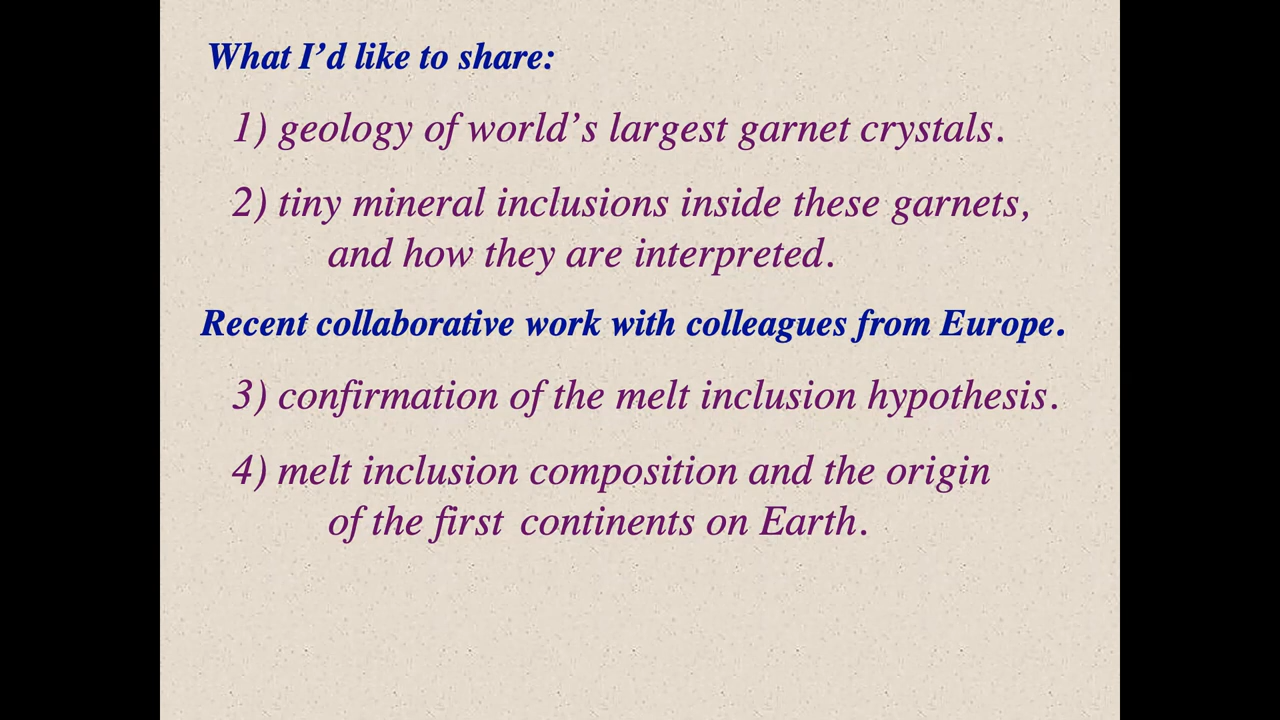 What I’d like to share:
1) geology of world’s largest garnet crystals.
2) tiny mineral inclusions inside these garnets,
and how they are interpreted.
Recent collaborative work with colleagues from Europe.
3) confirmation of the melt inclusion hypothesis.
4) melt inclusion composition and the origin
of the first continents on Earth.